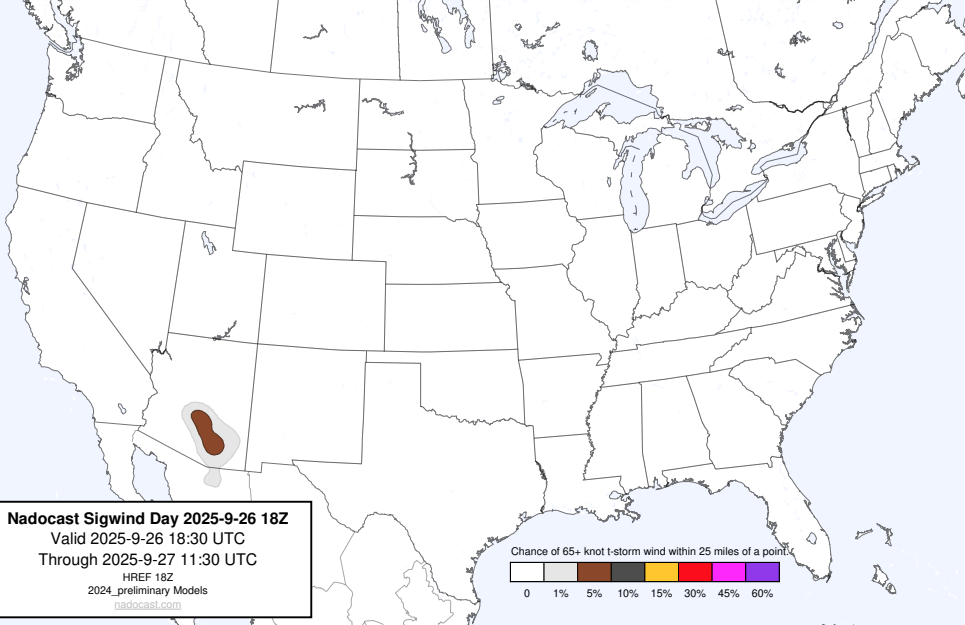 Nadocast Sigwind Day 2025-9-26 18Z
Valid 2025-9-26 18:30 UTC
Through 2025-9-27 11:30 UTC
HREF 18Z
2024_preliminary Models
nadocast.com
Chance of 65+ knot t-storm wind within 25 miles of a point.
0 1% 5% 10% 15% 30% 45% 60%